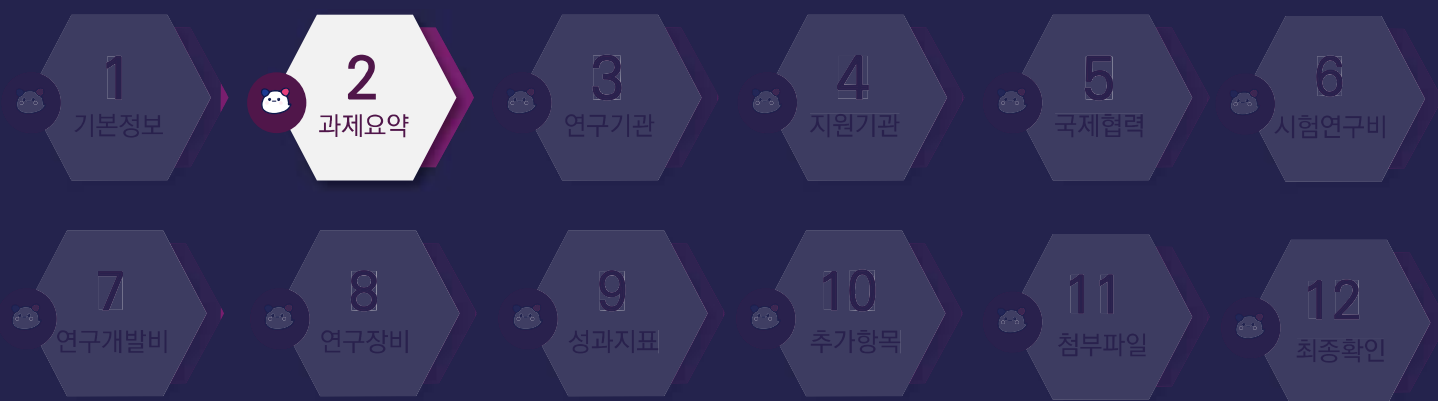 1
기본정보
2
과제요약
3
연구기관
4
지원기관
5
국제협력
6
시험연구비
7
연구개발비
8
연구장비
9
성과지표
10
추가항목
11
첨부파일
12
최종확인